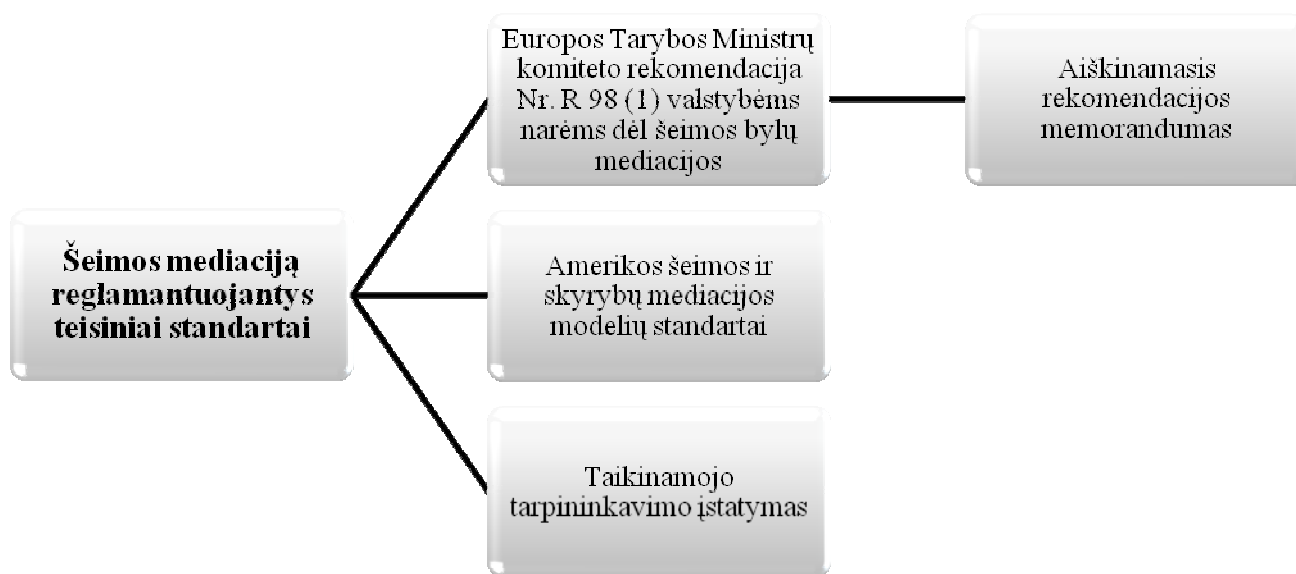 Šeimos mediaciją
reglamantuojantys
teisiniai standartai
Europos Tarybos Ministrų
komiteto rekomendacija
Nr. R 98 (1) valstybėms
narėms dėl šeimos bylų
mediacijos
Aiškinamasis
rekomendacijos
memorandumas
Amerikos šeimos ir
skyrybų mediacijos
modelių standartai
Taikinamojo
tarpininkavimo įstatymas